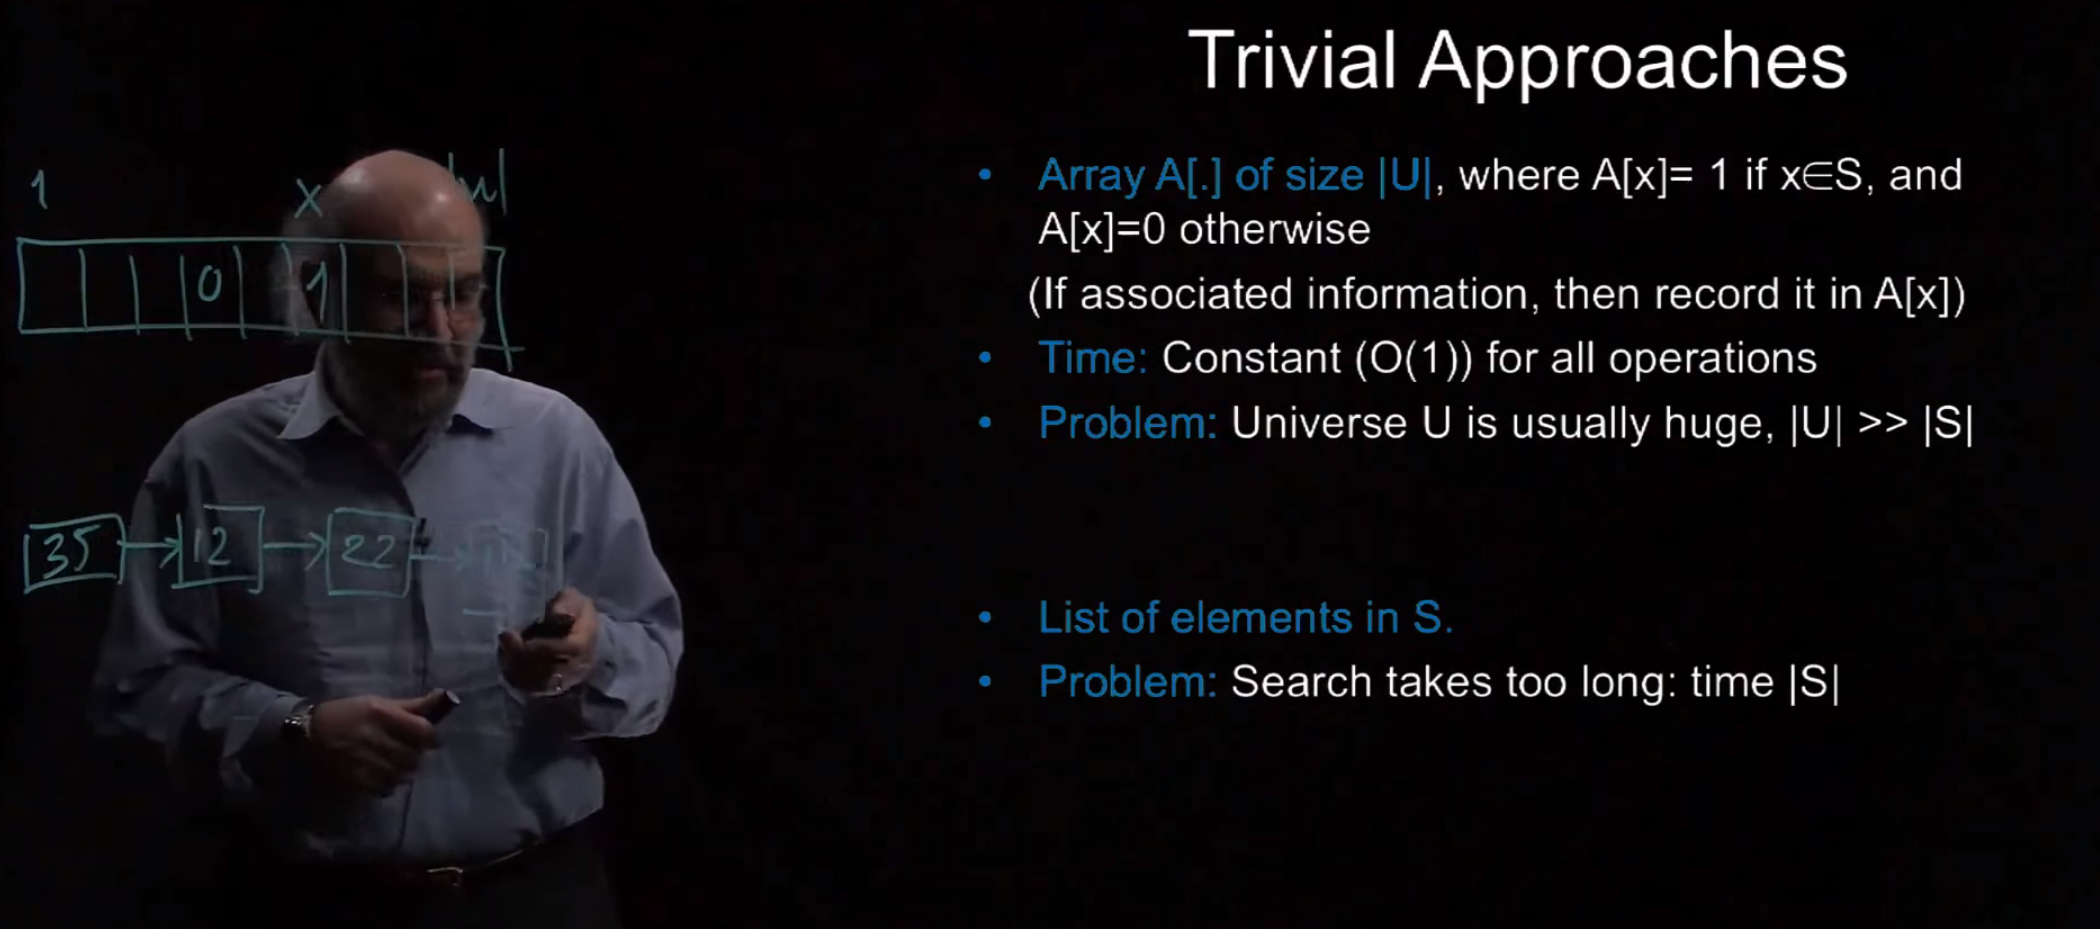 Trivial Approaches
• Array A[.] of size |U|, where A[x]= 1 if x∈S, and
A[x]=0 otherwise
(If associated information, then record it in A[x])
• Time: Constant (O(1)) for all operations
• Problem: Universe U is usually huge, |U| >> |S|
• List of elements in S.
• Problem: Search takes too long: time |S|
1 x |u|
0 1
35 → 12 → 22 →